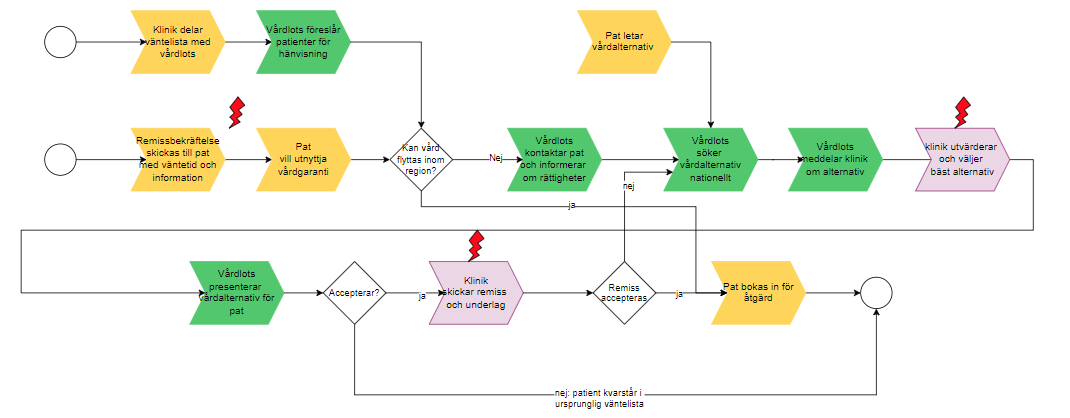 Klinik delar
väntelista med
vårdlots
Vårdlots föreslår
patienter för
hänvisning
Pat letar
vårdalternativ
Remissbekräftelse
skickas till pat
med väntetid och
information
Pat
vill utnyttja
vårdgaranti
Kan vård
flyttas inom
region?
Nej
Vårdlots
kontaktar pat
och informerar
om rättigheter
Vårdlots
söker
vårdalternativ
nationellt
Vårdlots
meddelar klinik
om alternativ
klinik utvärderar
och väljer
bäst alternativ
nej
ja
Vårdlots
presenterar
vårdalternativ för
pat
Accepterar?
ja
Klinik
skickar remiss
och underlag
Remiss
accepteras
ja
Pat bokas in för
åtgärd
nej: patient kvarstår i
ursprunglig väntelista